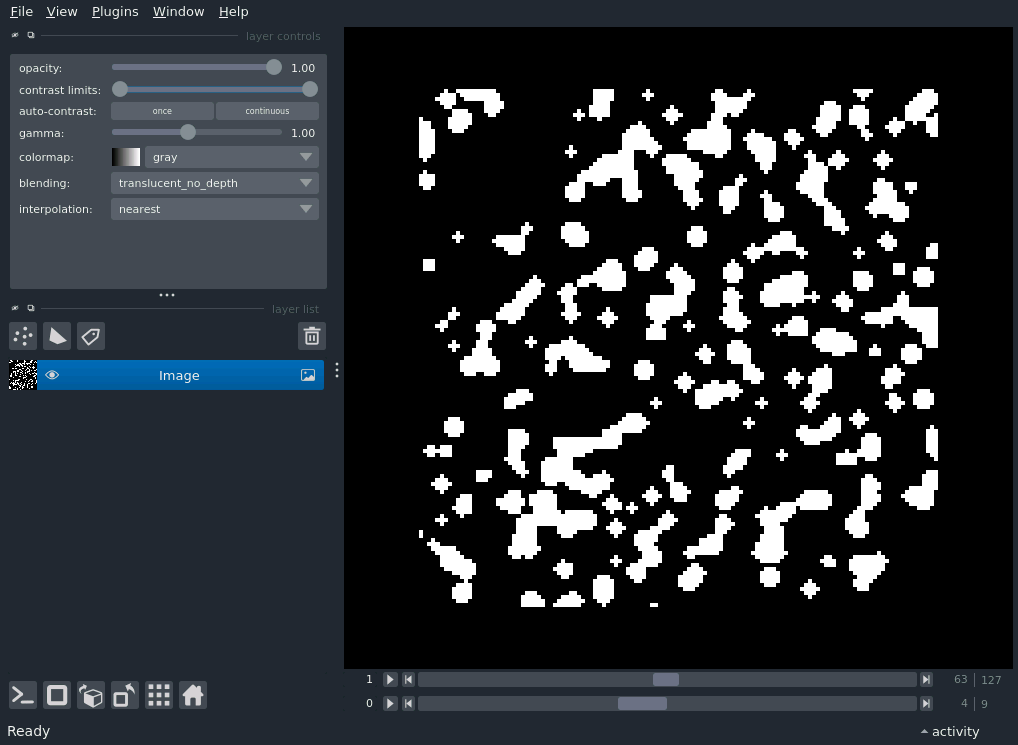 File View Plugins Window Help
layer controls
opacity: 1.00
contrast limits:
auto-contrast: once continuous
gamma: 1.00
colormap: gray
blending: translucent_no_depth
interpolation: nearest
layer list
Image
1 63 127
0 4 9
Ready activity